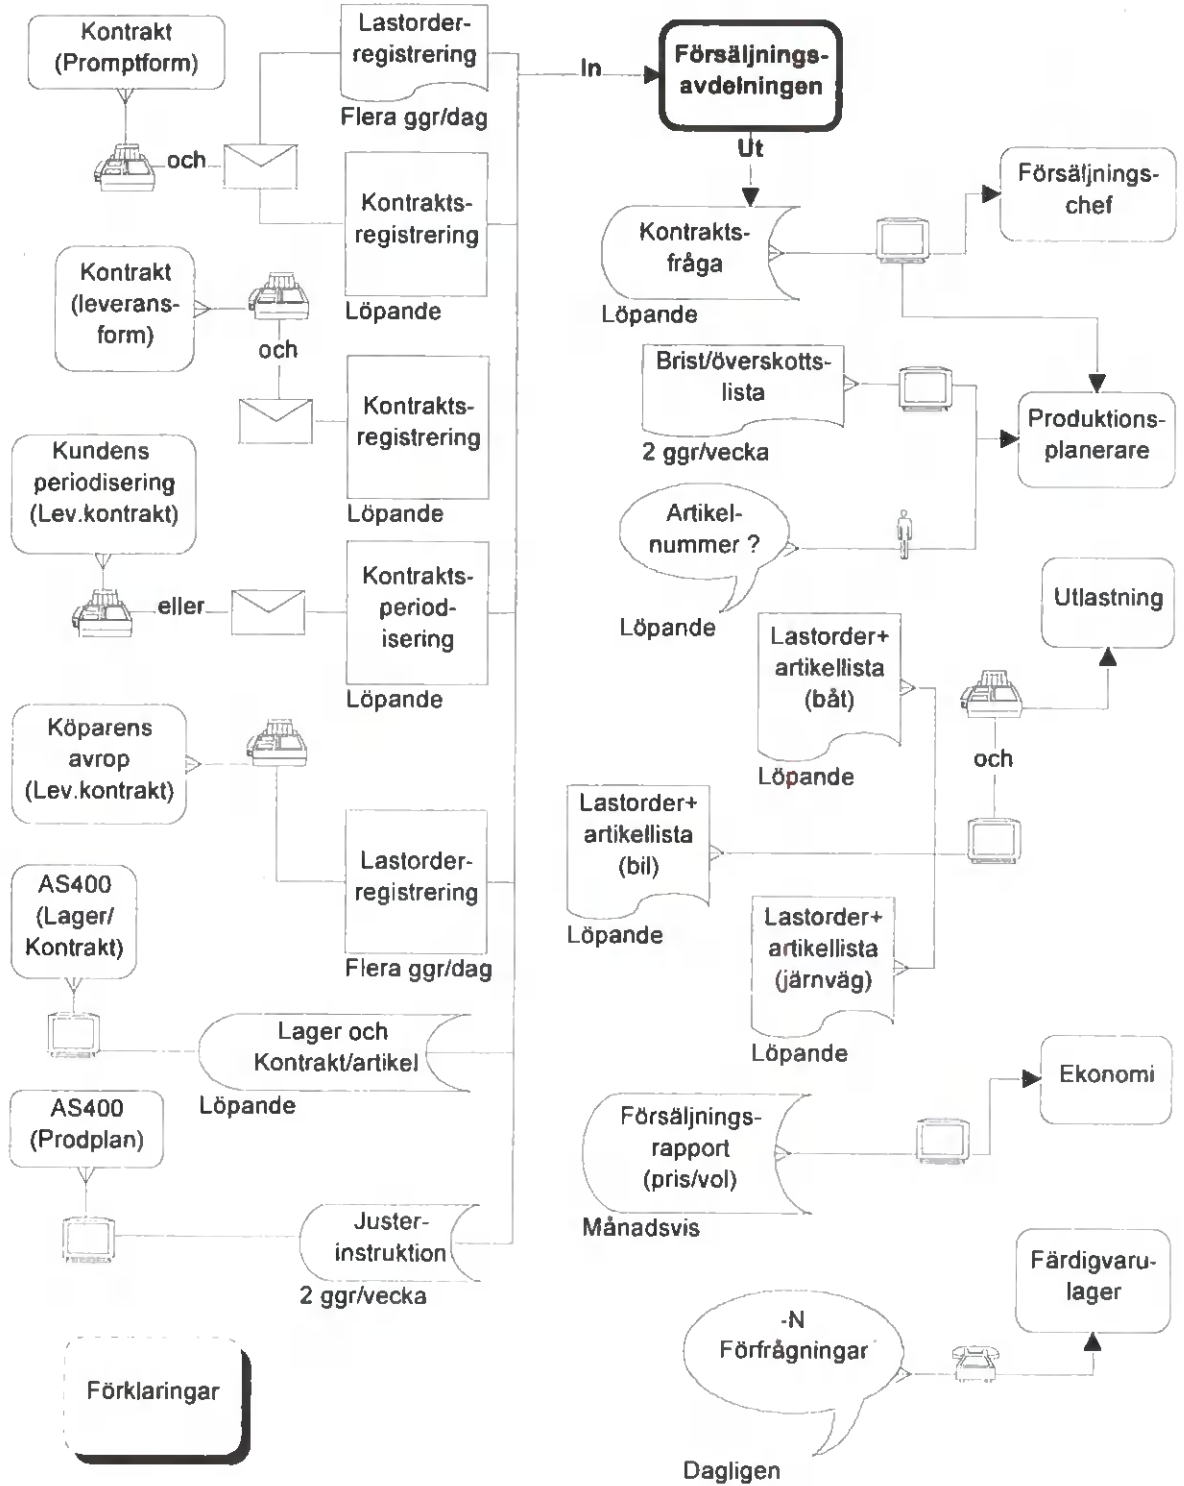 Kontrakt
(Promptform)
och
Lastorder-
registrering
Flera ggr/dag
Kontrakts-
registrering
Löpande
Kontrakt
(leverans-
form)
och
Kontrakts-
registrering
Löpande
Kundens
periodisering
(Lev.kontrakt)
eller
Kontrakts-
period-
isering
Löpande
Köparens
avrop
(Lev.kontrakt)
Lastorder-
registrering
Flera ggr/dag
AS400
(Lager/
Kontrakt)
Lager och
Kontrakt/artikel
Löpande
AS400
(Prodplan)
Juster-
instruktion
2 ggr/vecka
Förklaringar
In
Försäljnings-
avdelningen
Ut
Kontrakts-
fråga
Löpande
Försäljnings-
chef
Brist/överskotts-
lista
2 ggr/vecka
Produktions-
planerare
Artikel-
nummer ?
Löpande
Utlastning
Lastorder+
artikellista
(båt)
Löpande
och
Lastorder+
artikellista
(bil)
Löpande
Lastorder+
artikellista
(järnväg)
Löpande
Ekonomi
Försäljnings-
rapport
(pris/vol)
Månadsvis
Färdigvaru-
lager
-N
Förfrågningar
Dagligen